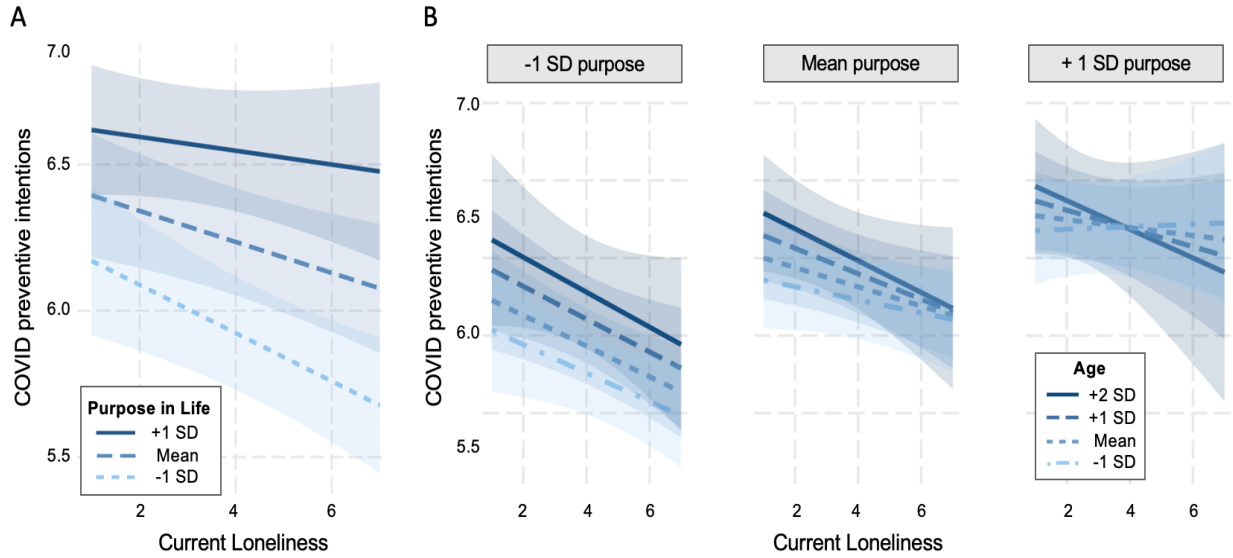 A
COVID preventive intentions
7.0
6.5
6.0
5.5
2
4
6
Current Loneliness
Purpose in Life
+1 SD
Mean
-1 SD
B
COVID preventive intentions
-1 SD purpose
Mean purpose
+ 1 SD purpose
7.0
6.5
6.0
5.5
2
4
6
2
4
6
2
4
6
Current Loneliness
Age
+2 SD
+1 SD
Mean
-1 SD